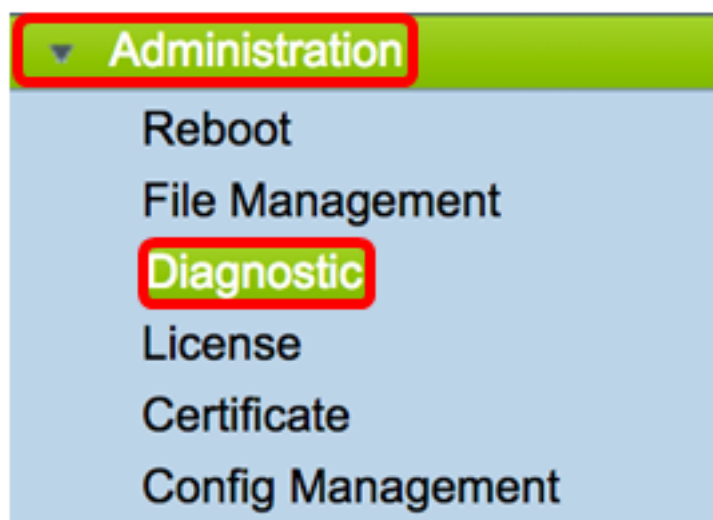 Administration
Reboot
File Management
Diagnostic
License
Certificate
Config Management